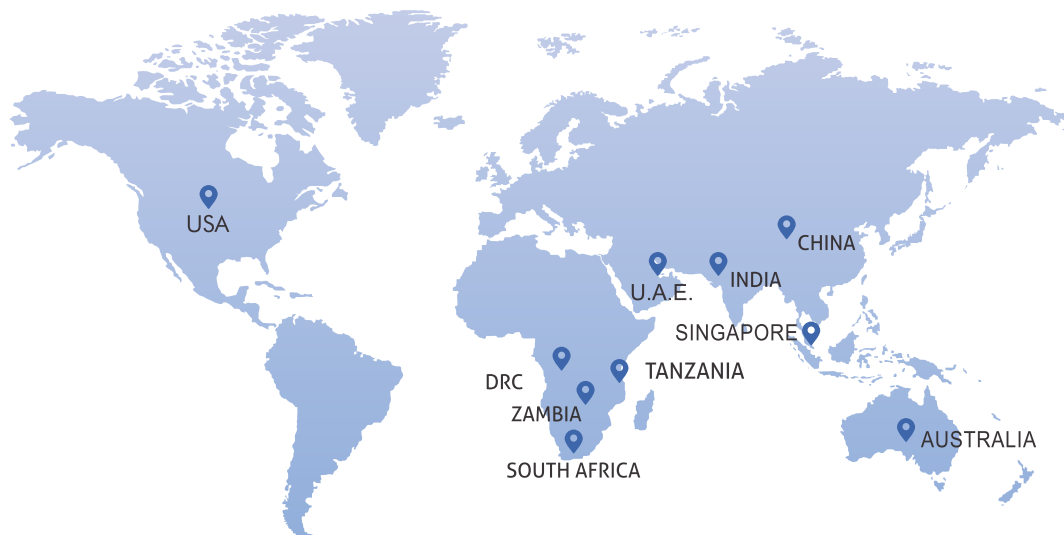 USA
CHINA
INDIA
U.A.E.
SINGAPORE
TANZANIA
DRC
ZAMBIA
AUSTRALIA
SOUTH AFRICA